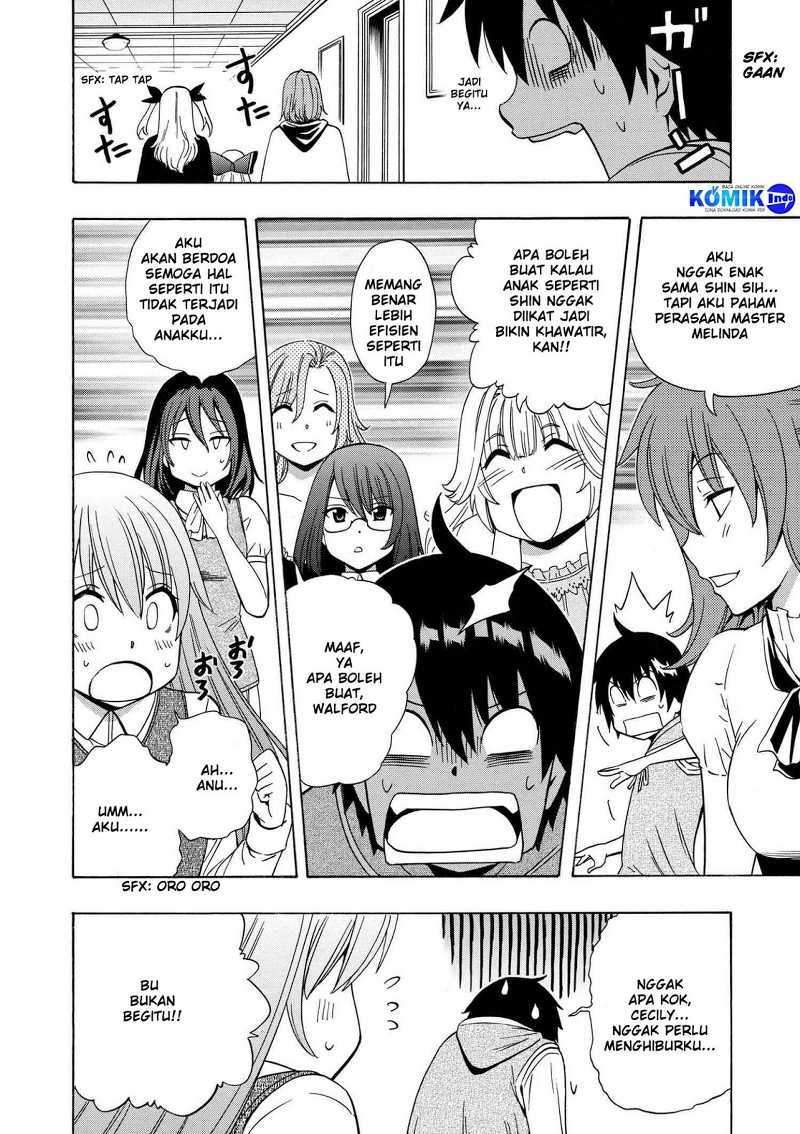 SFX:
GAAN
ガ
JADI
BEGITU
YA...
SFX: TAP TAP
すた
すた
BACA ONLINE KOMIK
KOMIK Indo
AKU
NGGAK ENAK
SAMA SHIN SIH...
TAPI AKU PAHAM
PERASAAN MASTER
MELINDA
APA BOLEH
BUAT KALAU
ANAK SEPERTI
SHIN NGGAK
DIIKAT JADI
BIKIN KHAWATIR,
KAN!!
MEMANG
BENAR
LEBIH
EFISIEN
SEPERTI
ITU
MAAF,
YA
APA BOLEH
BUAT,
WALFORD
AKU
AKAN BERDOA
SEMOGA HAL
SEPERTI ITU
TIDAK TERJADI
PADA
ANAKKU...
おろ
おろ
AH...
ANU...
UMM...
AKU......
SFX: ORO ORO
NGGAK
APA KOK,
CECILY...
NGGAK PERLU
MENGHIBURKU...
BU
BUKAN
BEGITU!!